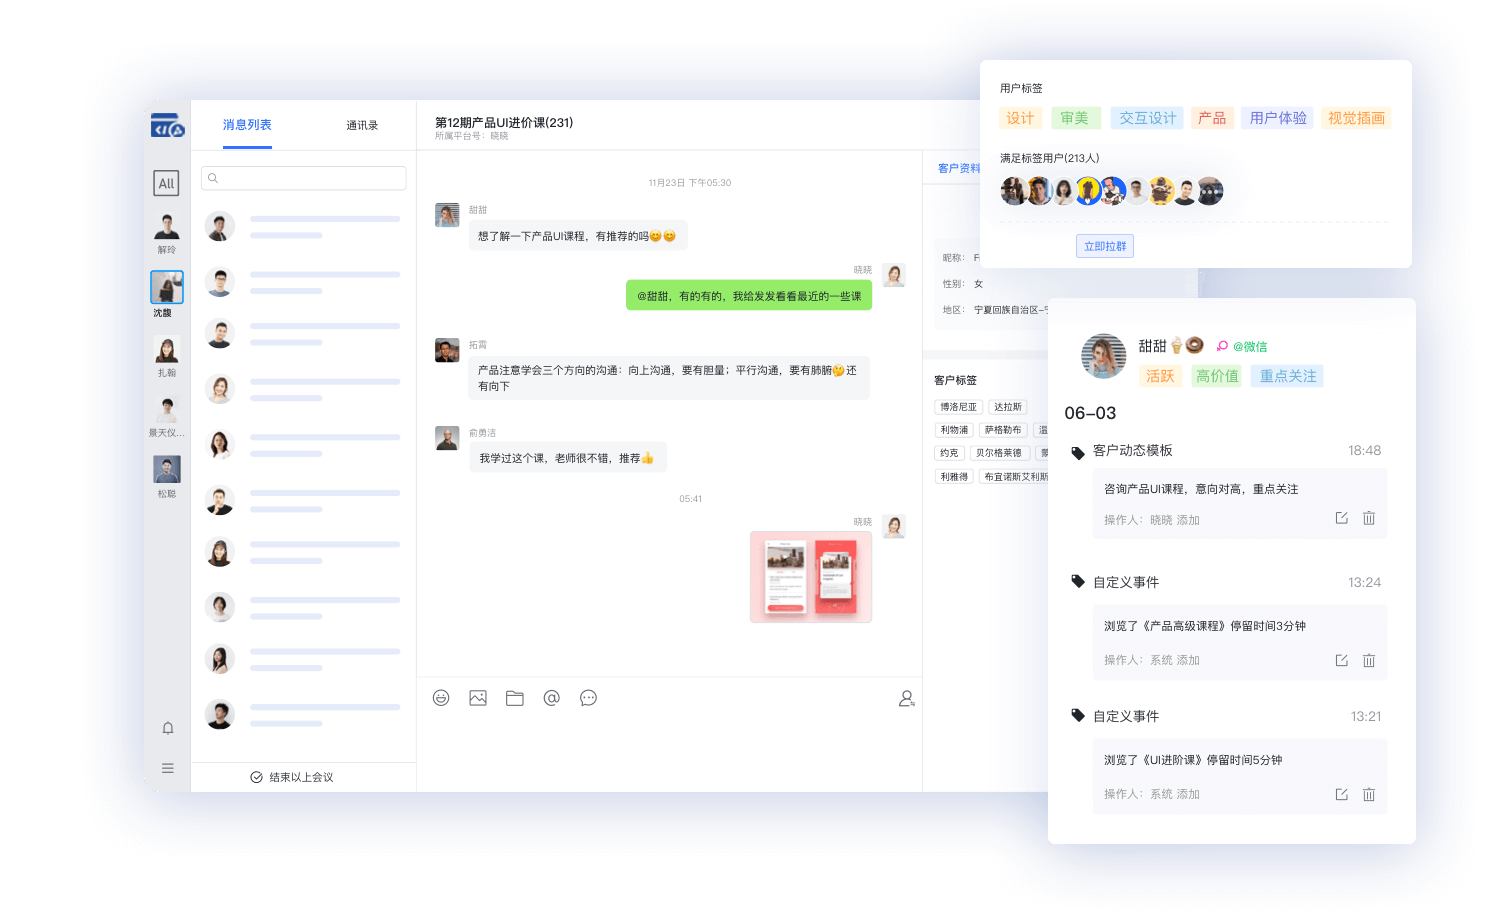 消息列表
通讯录
All
解玲
沈馥
扎翰
景天仪...
松聪
结束以上会议
第12期产品UI进价课(231)
所属平台号：晓晓
11月23日 下午05:30
甜甜
想了解一下产品UI课程，有推荐的吗😊😊
晓晓
@甜甜，有的有的，我给发发看看最近的一些课
拓霄
产品注意学会三个方向的沟通：向上沟通，要有胆量；平行沟通，要有肺腑🤔还
有向下
俞勇洁
我学过这个课，老师很不错，推荐👍
05:41
晓晓
客户资料
昵称：
性别： 女
地区： 宁夏回族自治区-
客户标签
博洛尼亚 达拉斯
利物浦 萨格勒布 温
约克 贝尔格莱德
利雅得 布宜诺斯艾利斯
用户标签
设计 审美 交互设计 产品 用户体验 视觉插画
满足标签用户(213人)
立即拉群
甜甜🍦🍩 @微信
活跃 高价值 重点关注
06-03
客户动态模板 18:48
咨询产品UI课程，意向对高，重点关注
操作人：晓晓 添加
自定义事件 13:24
浏览了《产品高级课程》停留时间3分钟
操作人：系统 添加
自定义事件 13:21
浏览了《UI进阶课》停留时间5分钟
操作人：系统 添加